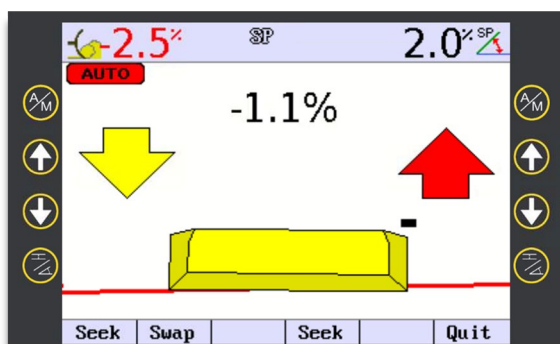 -2.5% SP 2.0% SP
AUTO
-1.1%
A/M A/M
Seek Swap Seek Quit